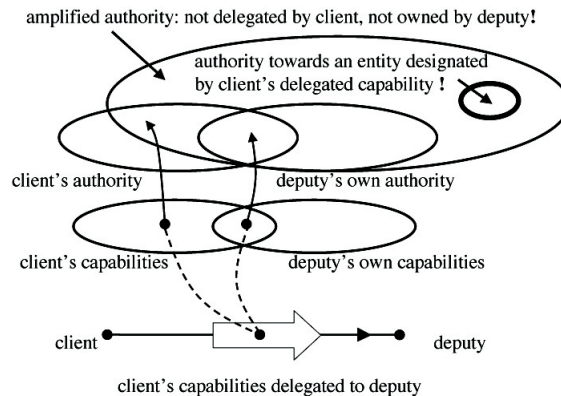 amplified authority: not delegated by client, not owned by deputy!
authority towards an entity designated
by client's delegated capability !
client's authority
deputy's own authority
client's capabilities
deputy's own capabilities
client
deputy
client's capabilities delegated to deputy